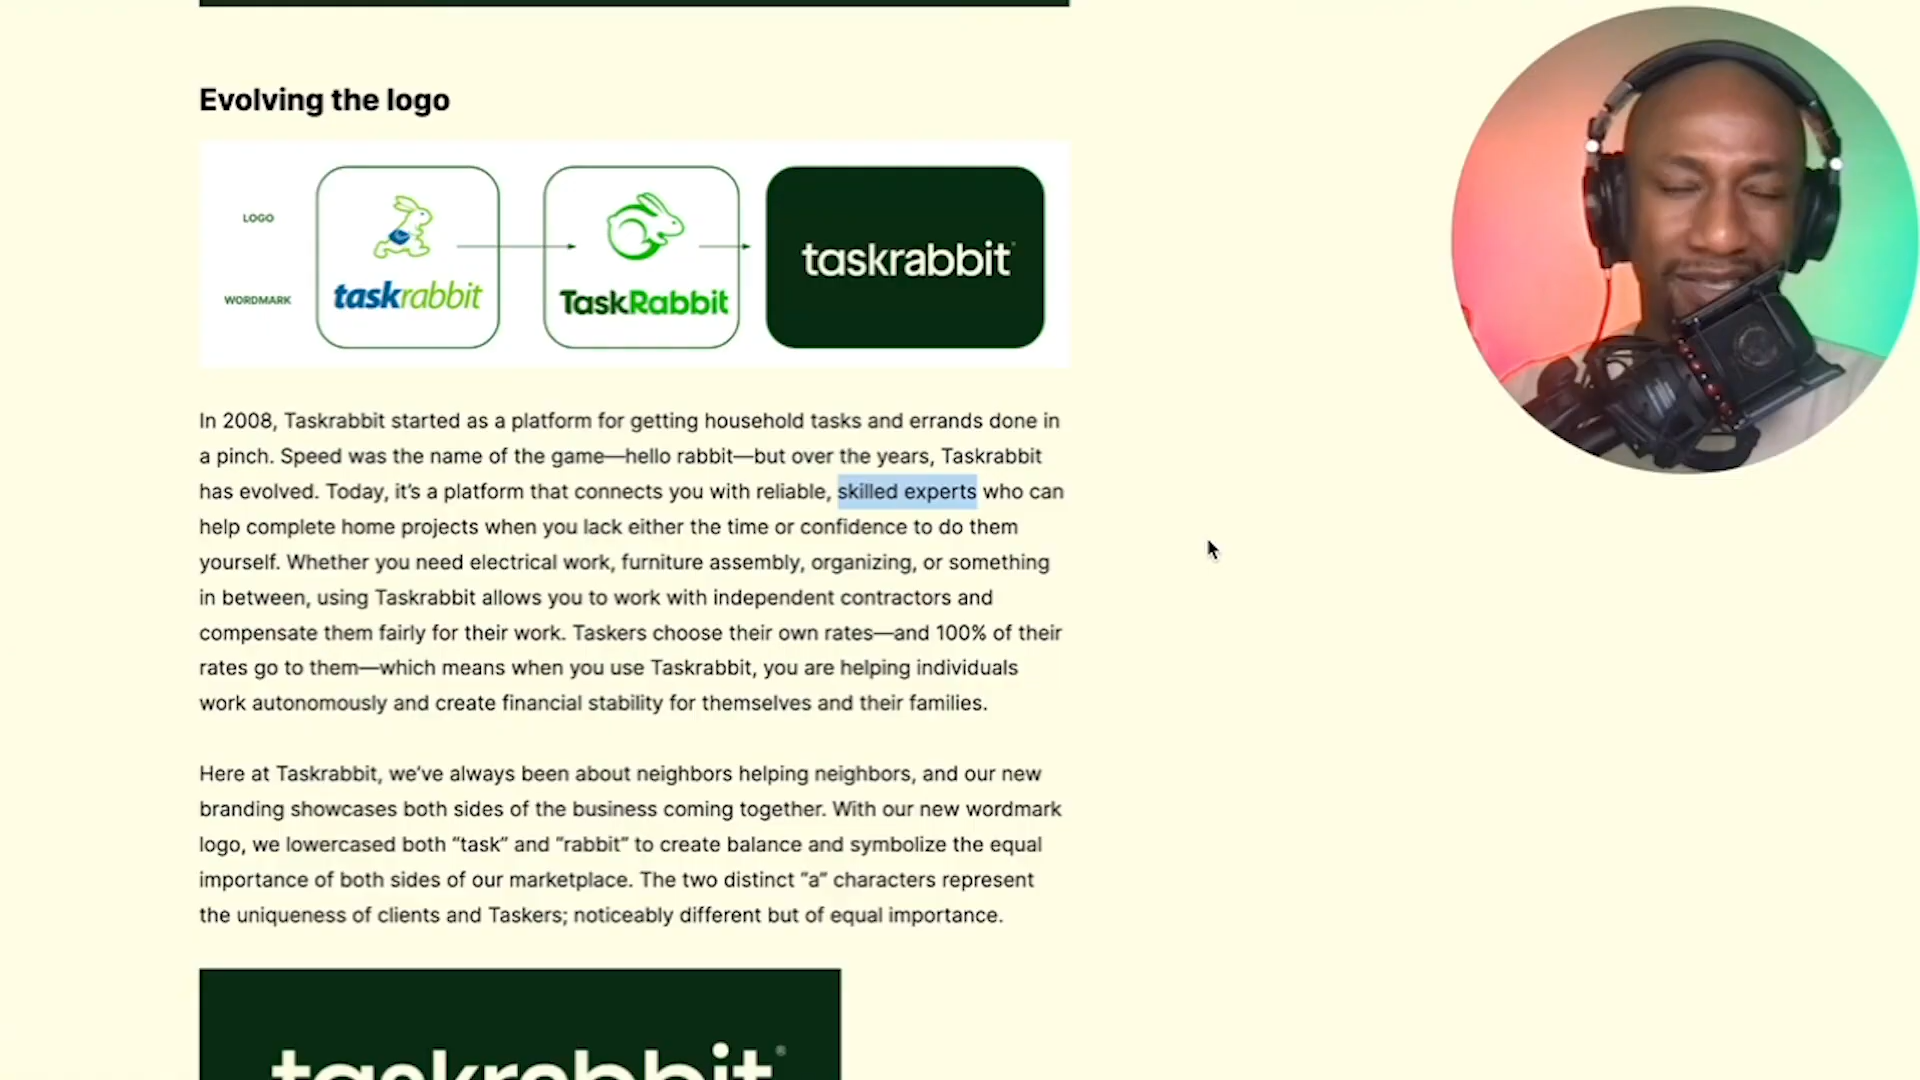 Evolving the logo
LOGO
WORDMARK
taskrabbit
TaskRabbit
taskrabbit
In 2008, Taskrabbit started as a platform for getting household tasks and errands done in
a pinch. Speed was the name of the game—hello rabbit—but over the years, Taskrabbit
has evolved. Today, it’s a platform that connects you with reliable, skilled experts who can
help complete home projects when you lack either the time or confidence to do them
yourself. Whether you need electrical work, furniture assembly, organizing, or something
in between, using Taskrabbit allows you to work with independent contractors and
compensate them fairly for their work. Taskers choose their own rates—and 100% of their
rates go to them—which means when you use Taskrabbit, you are helping individuals
work autonomously and create financial stability for themselves and their families.
Here at Taskrabbit, we’ve always been about neighbors helping neighbors, and our new
branding showcases both sides of the business coming together. With our new wordmark
logo, we lowercased both “task” and “rabbit” to create balance and symbolize the equal
importance of both sides of our marketplace. The two distinct “a” characters represent
the uniqueness of clients and Taskers; noticeably different but of equal importance.
taskrabbit®